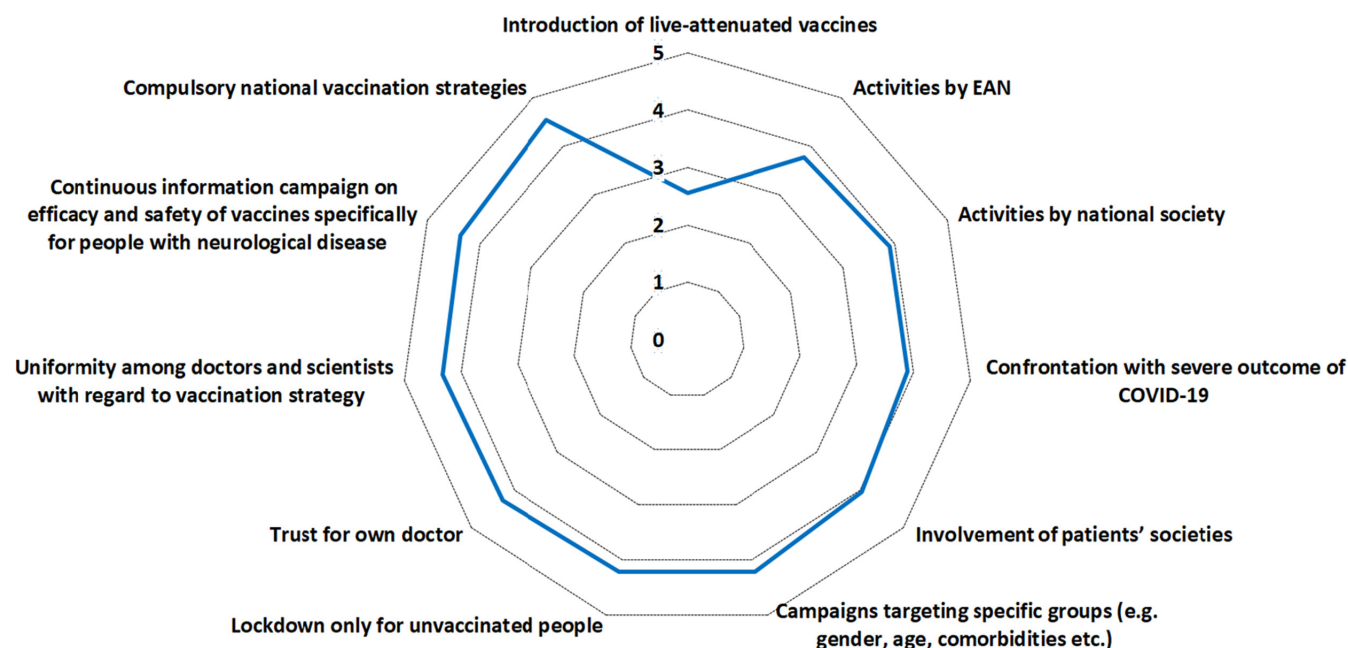 Introduction of live-attenuated vaccines
5
Compulsory national vaccination strategies
Activities by EAN
4
3
Continuous information campaign on
efficacy and safety of vaccines specifically
for people with neurological disease
Activities by national society
2
1
0
Uniformity among doctors and scientists
with regard to vaccination strategy
Confrontation with severe outcome of
COVID-19
Trust for own doctor
Involvement of patients’ societies
Lockdown only for unvaccinated people
Campaigns targeting specific groups (e.g.
gender, age, comorbidities etc.)